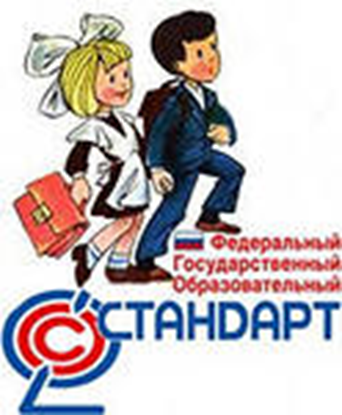 Федеральный
Государственный
Образовательный
СТАНДАРТ